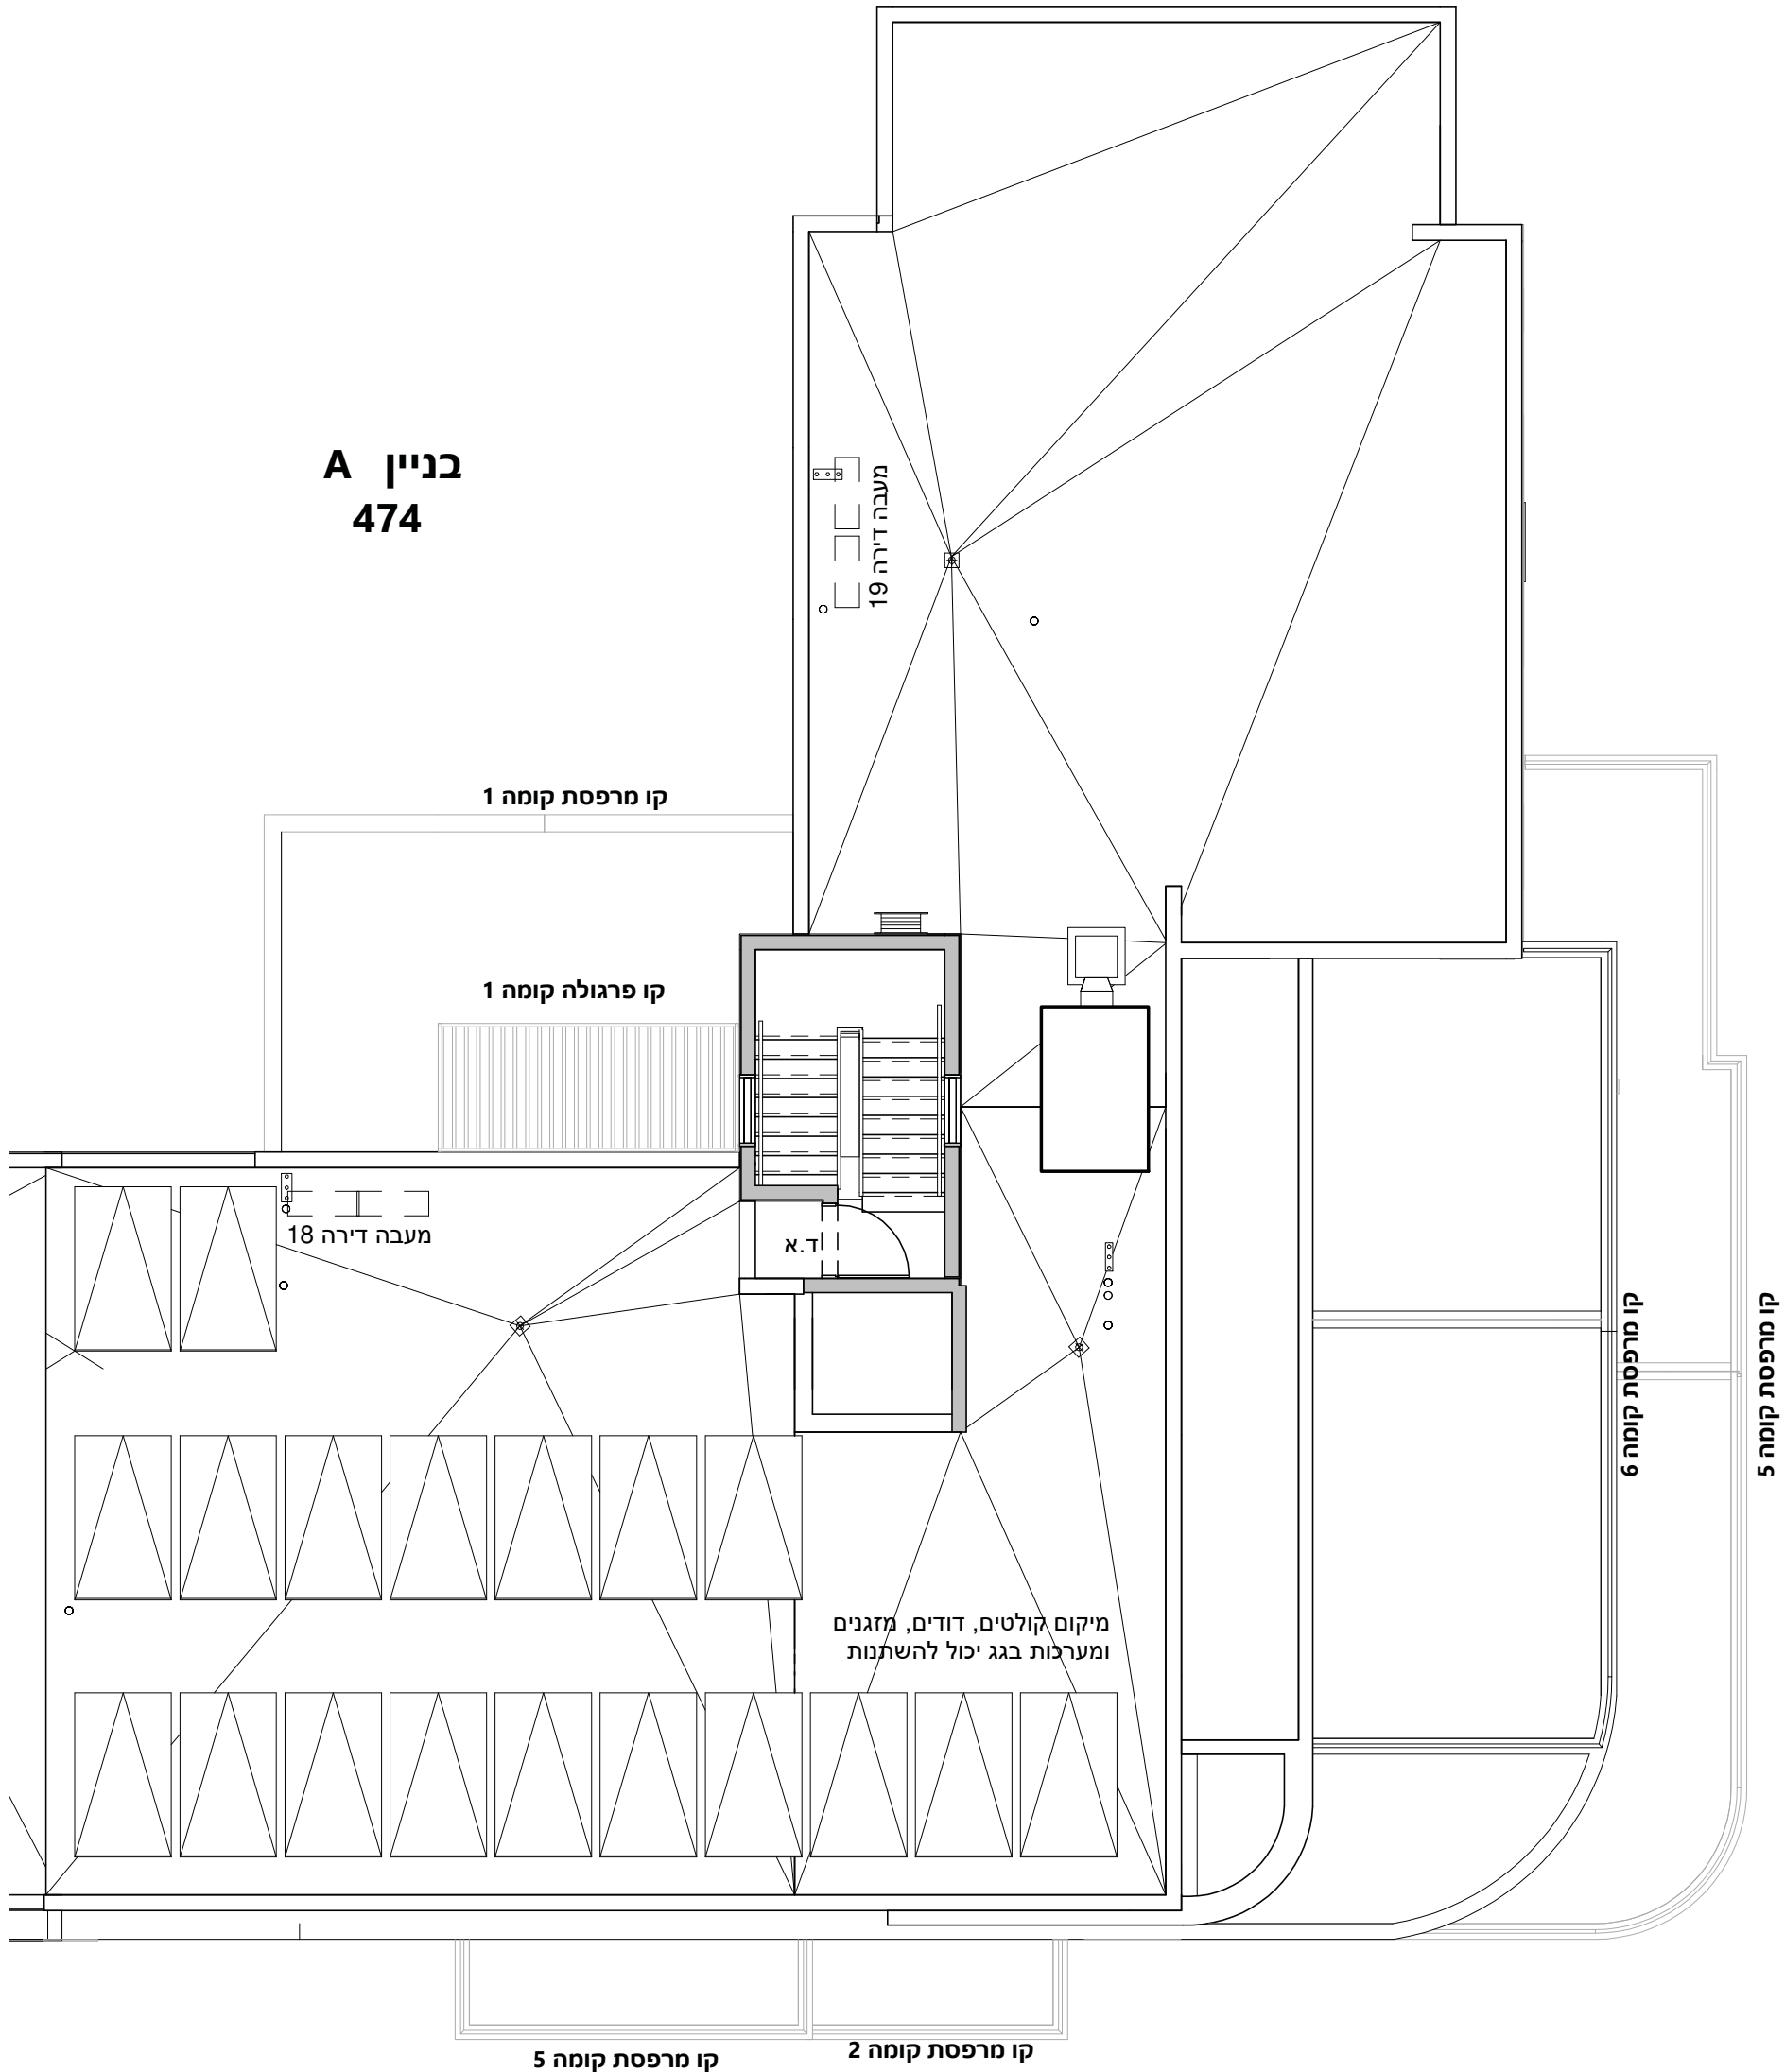 בניין A
474
מעבה דירה 19
קו מרפסת קומה 1
קו פרגולה קומה 1
מעבה דירה 18
ד.א
קו מרפסת קומה 6
קו מרפסת קומה 5
מיקום קולטים, דודים, מזגנים
ומערכות בגג יכול להשתנות
קו מרפסת קומה 2
קו מרפסת קומה 5